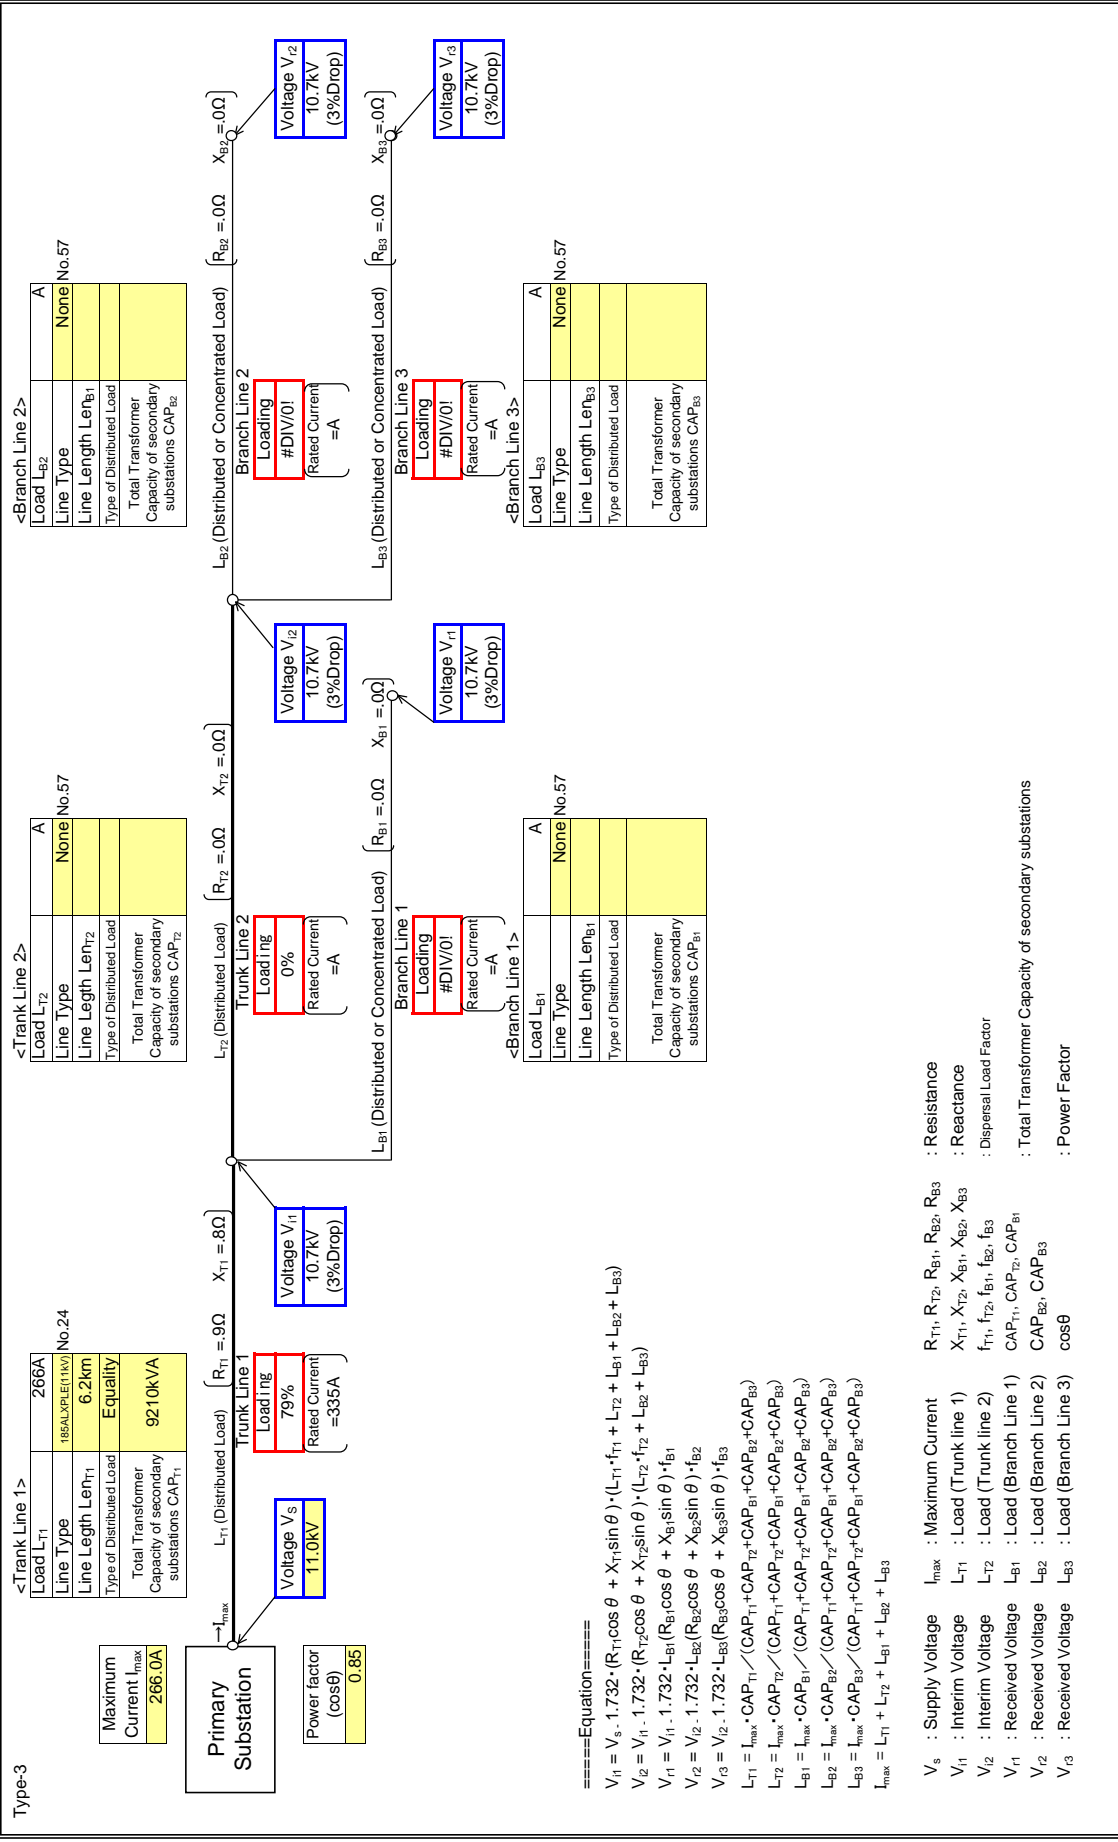 Type-3
Maximum
Current Imax
266.0A
Primary
Substation
Power factor
(cosθ)
0.85
→Imax
Voltage VS
11.0kV
<Trank Line 1>
Load LT1 266A
Line Type 185ALXPLE(11kV) No.24
Line Legth LenT1 6.2km
Type of Distributed Load Equality
Total Transformer
Capacity of secondary
substations CAPT1
9210kVA
LT1 (Distributed Load) RT1 =.9Ω XT1 =.8Ω
Trunk Line 1
Loading
79%
Rated Current
=335A
Voltage Vi1
10.7kV
(3%Drop)
<Trank Line 2>
Load LT2 A
Line Type None No.57
Line Legth LenT2
Type of Distributed Load
Total Transformer
Capacity of secondary
substations CAPT2
LT2 (Distributed Load) RT2 =.0Ω XT2 =.0Ω
Trunk Line 2
Loading
0%
Rated Current
=A
Voltage Vi2
10.7kV
(3%Drop)
LB1 (Distributed or Concentrated Load) RB1 =.0Ω XB1 =.0Ω
Branch Line 1
Loading
#DIV/0!
Rated Current
=A
Voltage Vr1
10.7kV
(3%Drop)
<Branch Line 1>
Load LB1 A
Line Type None No.57
Line Length LenB1
Type of Distributed Load
Total Transformer
Capacity of secondary
substations CAPB1
<Branch Line 2>
Load LB2 A
Line Type None No.57
Line Length LenB1
Type of Distributed Load
Total Transformer
Capacity of secondary
substations CAPB2
LB2 (Distributed or Concentrated Load) RB2 =.0Ω XB2 =.0Ω
Branch Line 2
Loading
#DIV/0!
Rated Current
=A
Voltage Vr2
10.7kV
(3%Drop)
LB3 (Distributed or Concentrated Load) RB3 =.0Ω XB3 =.0Ω
Branch Line 3
Loading
#DIV/0!
Rated Current
=A
Voltage Vr3
10.7kV
(3%Drop)
<Branch Line 3>
Load LB3 A
Line Type None No.57
Line Length LenB3
Type of Distributed Load
Total Transformer
Capacity of secondary
substations CAPB3
=====Equation=====
Vi1 = Vs - 1.732・(RT1cosθ + XT1sinθ)・(LT1・fT1 + LT2 + LB1 + LB2 + LB3)
Vi2 = Vi1 - 1.732・(RT2cosθ + XT2sinθ)・(LT2・fT2 + LB2 + LB3)
Vr1 = Vi1 - 1.732・LB1(RB1cosθ + XB1sinθ)・fB1
Vr2 = Vi2 - 1.732・LB2(RB2cosθ + XB2sinθ)・fB2
Vr3 = Vi2 - 1.732・LB3(RB3cosθ + XB3sinθ)・fB3
LT1 = Imax・CAPT1／(CAPT1+CAPT2+CAPB1+CAPB2+CAPB3)
LT2 = Imax・CAPT2／(CAPT1+CAPT2+CAPB1+CAPB2+CAPB3)
LB1 = Imax・CAPB1／(CAPT1+CAPT2+CAPB1+CAPB2+CAPB3)
LB2 = Imax・CAPB2／(CAPT1+CAPT2+CAPB1+CAPB2+CAPB3)
LB3 = Imax・CAPB3／(CAPT1+CAPT2+CAPB1+CAPB2+CAPB3)
Imax = LT1 + LT2 + LB1 + LB2 + LB3
Vs : Supply Voltage Imax : Maximum Current RT1, RT2, RB1, RB2, RB3 : Resistance
Vi1 : Interim Voltage LT1 : Load (Trunk line 1) XT1, XT2, XB1, XB2, XB3 : Reactance
Vi2 : Interim Voltage LT2 : Load (Trunk line 2) fT1, fT2, fB1, fB2, fB3 : Dispersal Load Factor
Vr1 : Received Voltage LB1 : Load (Branch Line 1) CAPT1, CAPT2, CAPB1
Vr2 : Received Voltage LB2 : Load (Branch Line 2) CAPB2, CAPB3 : Total Transformer Capacity of secondary substations
Vr3 : Received Voltage LB3 : Load (Branch Line 3) cosθ : Power Factor